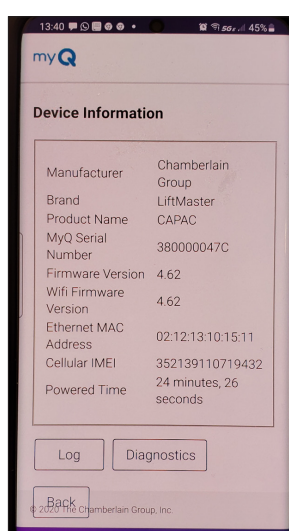 13:40
5G
45%
myQ
Device Information
Manufacturer Chamberlain
Group
Brand LiftMaster
Product Name CAPAC
MyQ Serial
Number 380000047C
Firmware Version 4.62
Wifi Firmware
Version 4.62
Ethernet MAC
Address 02:12:13:10:15:11
Cellular IMEI 352139110719432
Powered Time 24 minutes, 26
seconds
Log Diagnostics
Back
© 2020 The Chamberlain Group, Inc.